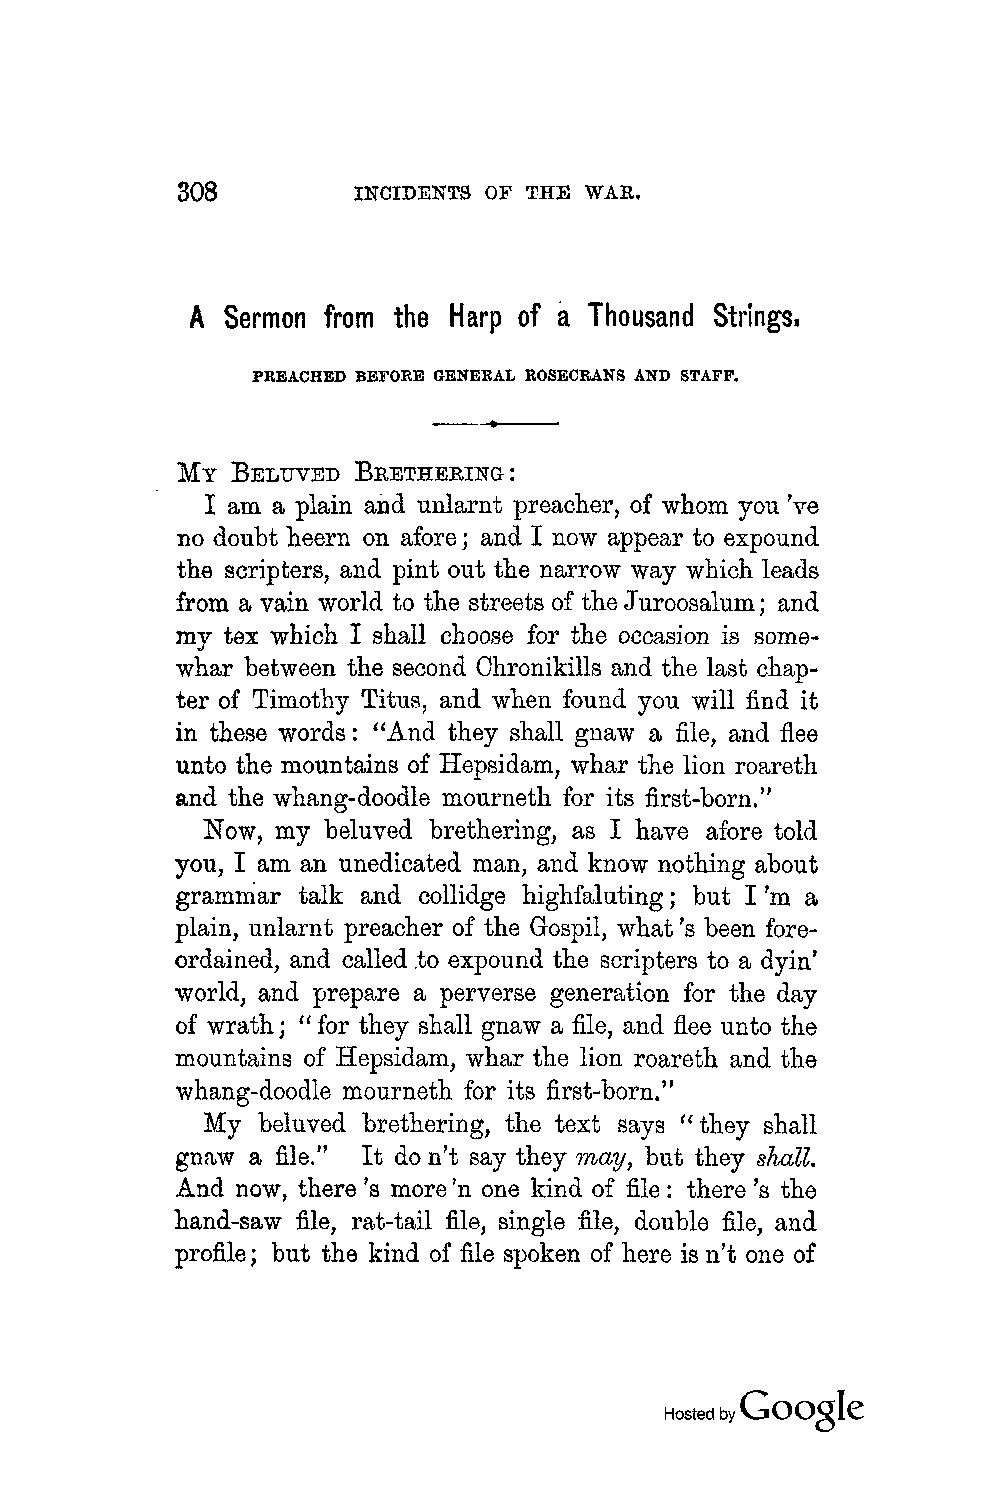 308 INCIDENTS OF THE WAR.
A Sermon from the Harp of a Thousand Strings.
PREACHED BEFORE GENERAL ROSECRANS AND STAFF.
MY BELUVED BRETHERING:
I am a plain and unlarnt preacher, of whom you 've
no doubt heern on afore; and I now appear to expound
the scripters, and pint out the narrow way which leads
from a vain world to the streets of the Juroosalum; and
my tex which I shall choose for the occasion is some-
whar between the second Chronikills and the last chap-
ter of Timothy Titus, and when found you will find it
in these words: "And they shall gnaw a file, and flee
unto the mountains of Hepsidam, whar the lion roareth
and the whang-doodle mourneth for its first-born."
Now, my beluved brethering, as I have afore told
you, I am an unedicated man, and know nothing about
grammar talk and collidge highfaluting; but I 'm a
plain, unlarnt preacher of the Gospil, what 's been fore-
ordained, and called to expound the scripters to a dyin'
world, and prepare a perverse generation for the day
of wrath; "for they shall gnaw a file, and flee unto the
mountains of Hepsidam, whar the lion roareth and the
whang-doodle mourneth for its first-born."
My beluved brethering, the text says "they shall
gnaw a file." It do n't say they may, but they shall.
And now, there 's more 'n one kind of file: there 's the
hand-saw file, rat-tail file, single file, double file, and
profile; but the kind of file spoken of here is n't one of
Hosted by Google